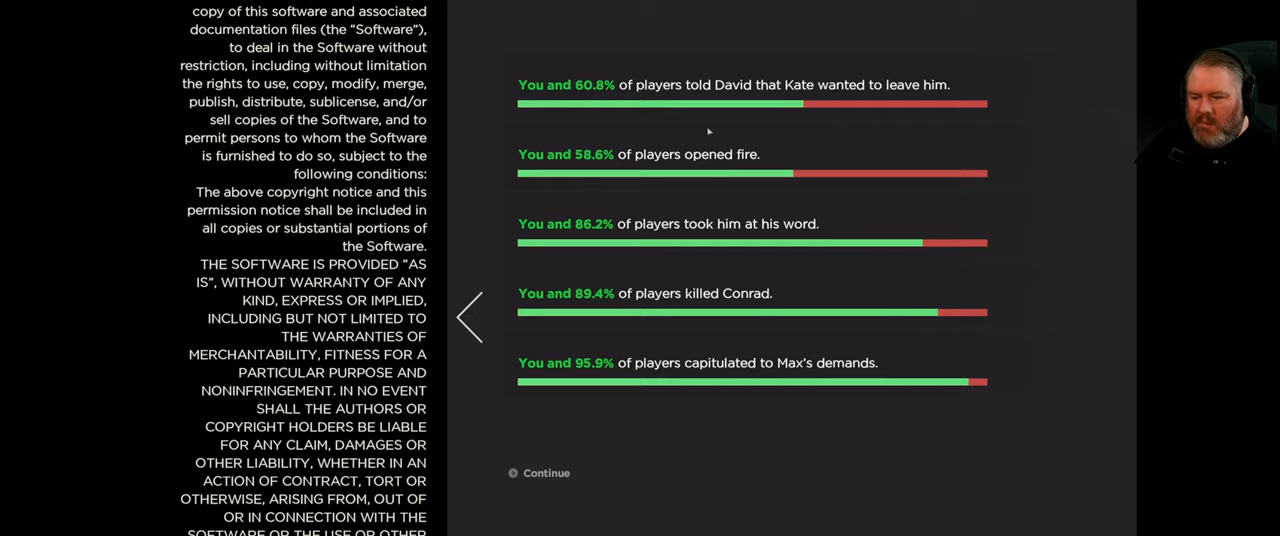 copy of this software and associated
documentation files (the “Software”),
to deal in the Software without
restriction, including without limitation
the rights to use, copy, modify, merge,
publish, distribute, sublicense, and/or
sell copies of the Software, and to
permit persons to whom the Software
is furnished to do so, subject to the
following conditions:
The above copyright notice and this
permission notice shall be included in
all copies or substantial portions of
the Software.
THE SOFTWARE IS PROVIDED “AS
IS”, WITHOUT WARRANTY OF ANY
KIND, EXPRESS OR IMPLIED,
INCLUDING BUT NOT LIMITED TO
THE WARRANTIES OF
MERCHANTABILITY, FITNESS FOR A
PARTICULAR PURPOSE AND
NONINFRINGEMENT. IN NO EVENT
SHALL THE AUTHORS OR
COPYRIGHT HOLDERS BE LIABLE
FOR ANY CLAIM, DAMAGES OR
OTHER LIABILITY, WHETHER IN AN
ACTION OF CONTRACT, TORT OR
OTHERWISE, ARISING FROM, OUT OF
OR IN CONNECTION WITH THE
SOFTWARE OR THE USE OR OTHER
You and 60.8% of players told David that Kate wanted to leave him.
You and 58.6% of players opened fire.
You and 86.2% of players took him at his word.
You and 89.4% of players killed Conrad.
You and 95.9% of players capitulated to Max’s demands.
Continue